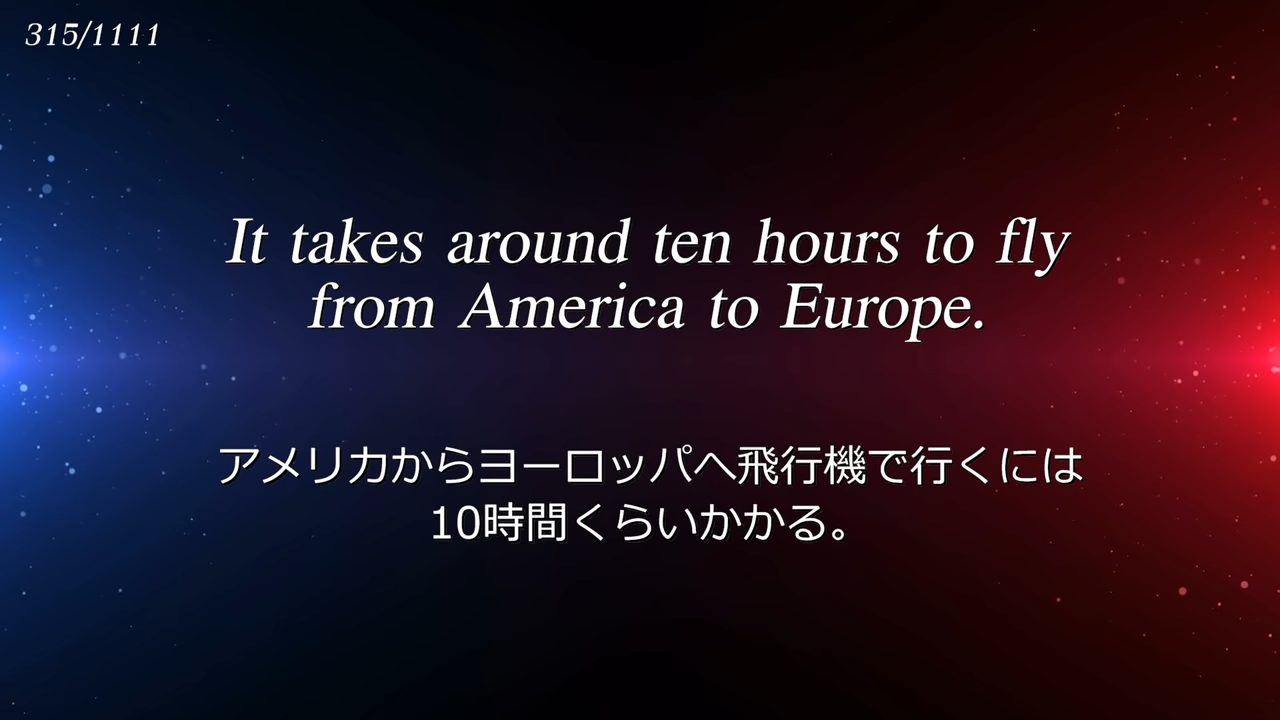 315/1111
It takes around ten hours to fly
from America to Europe.
アメリカからヨーロッパへ飛行機で行くには
10時間くらいかかる。